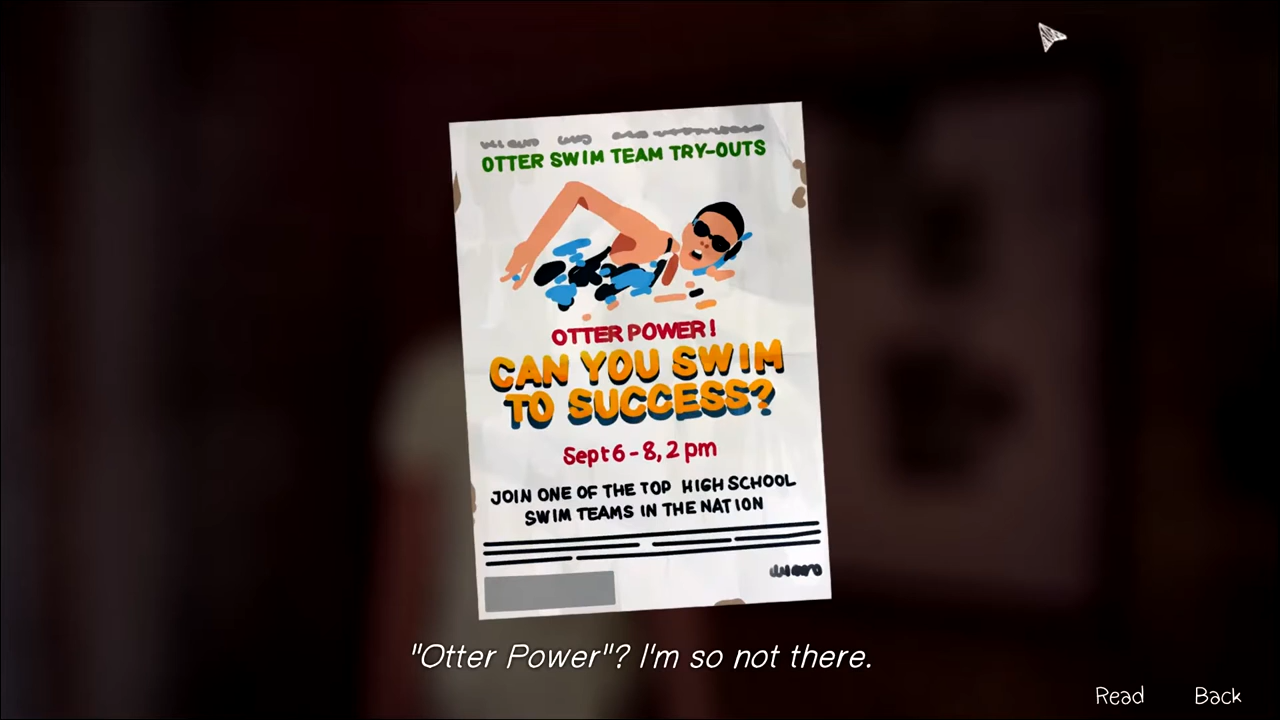 OTTER SWIM TEAM TRY-OUTS
OTTER POWER!
CAN YOU SWIM
TO SUCCESS?
Sept 6 - 8, 2 pm
JOIN ONE OF THE TOP HIGH SCHOOL
SWIM TEAMS IN THE NATION
"Otter Power"? I'm so not there.
Read Back